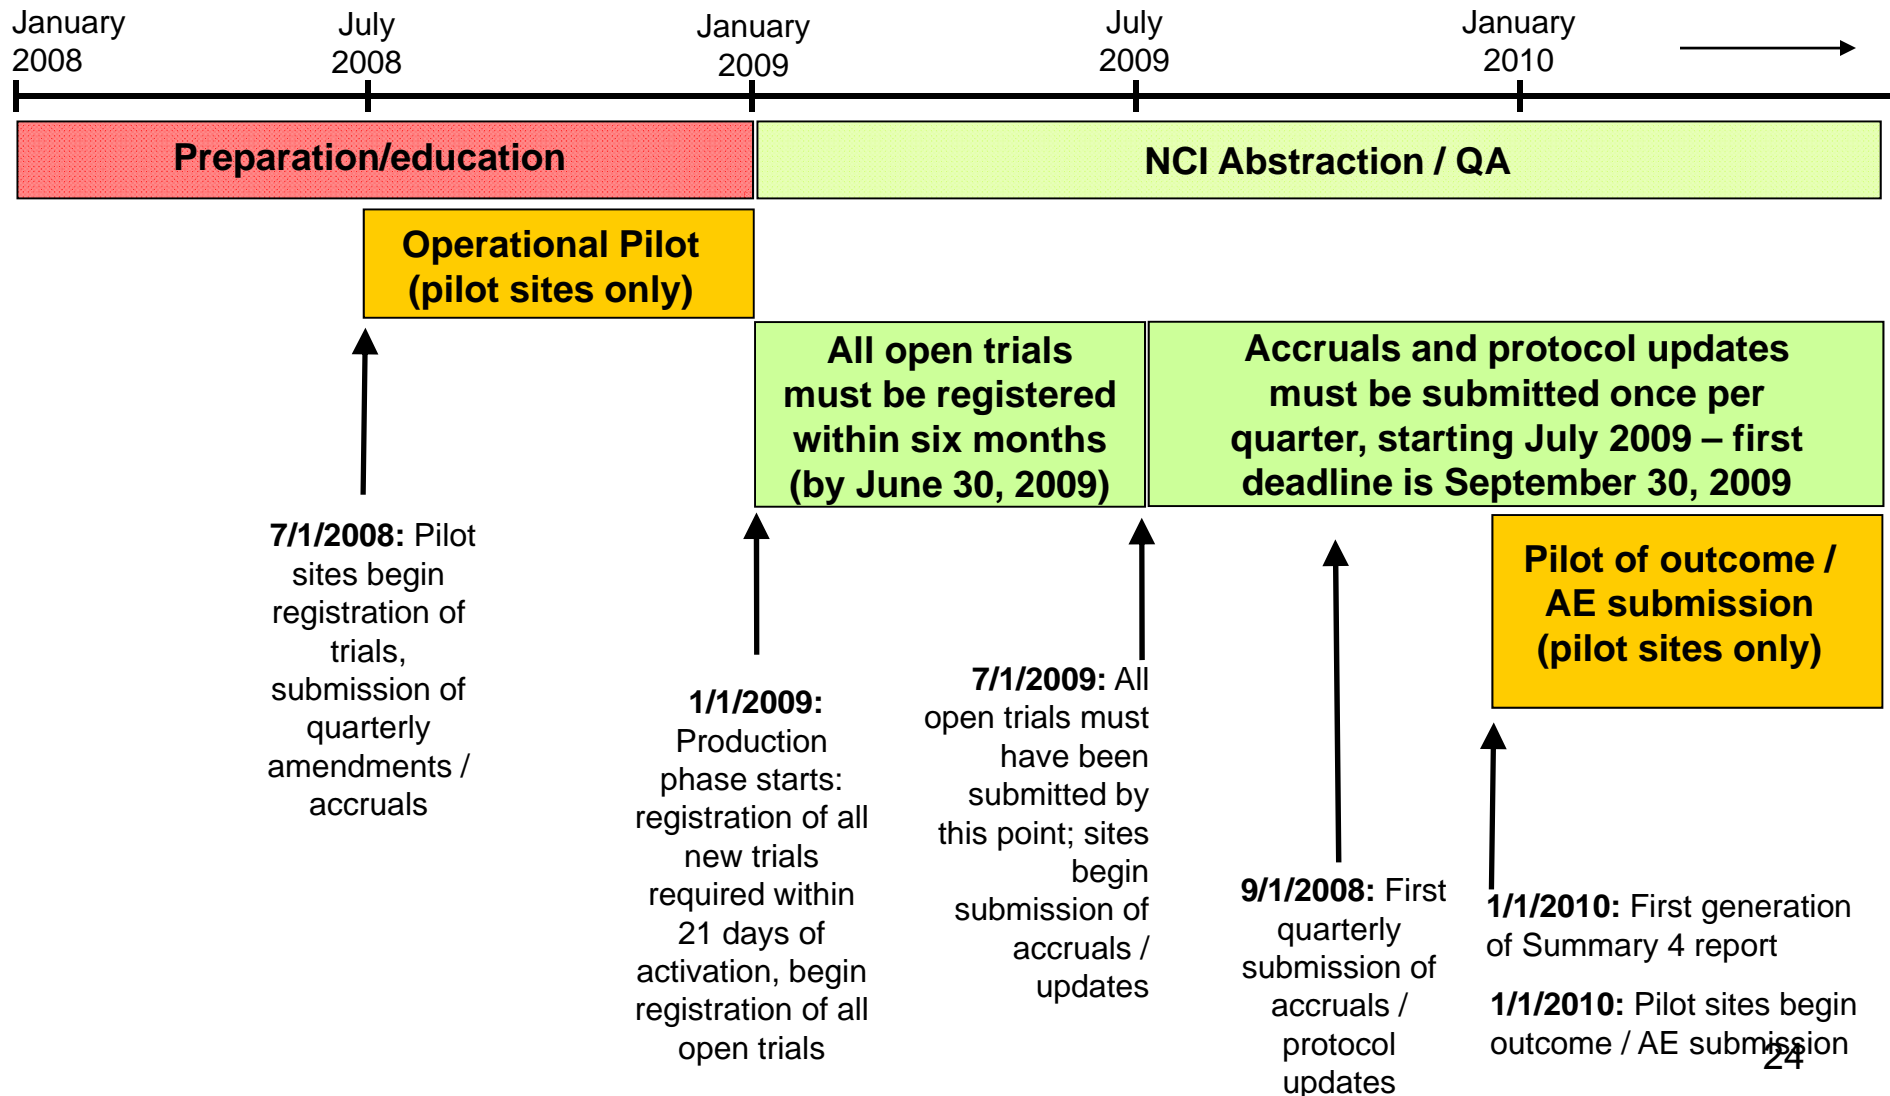 January
2008
July
2008
January
2009
July
2009
January
2010
Preparation/education
NCI Abstraction / QA
Operational Pilot
(pilot sites only)
All open trials
must be registered
within six months
(by June 30, 2009)
Accruals and protocol updates
must be submitted once per
quarter, starting July 2009 – first
deadline is September 30, 2009
Pilot of outcome /
AE submission
(pilot sites only)
7/1/2008: Pilot
sites begin
registration of
trials,
submission of
quarterly
amendments /
accruals
1/1/2009:
Production
phase starts:
registration of all
new trials
required within
21 days of
activation, begin
registration of all
open trials
7/1/2009: All
open trials must
have been
submitted by
this point; sites
begin
submission of
accruals /
updates
9/1/2008: First
quarterly
submission of
accruals /
protocol
updates
1/1/2010: First generation
of Summary 4 report
1/1/2010: Pilot sites begin
outcome / AE submission
24